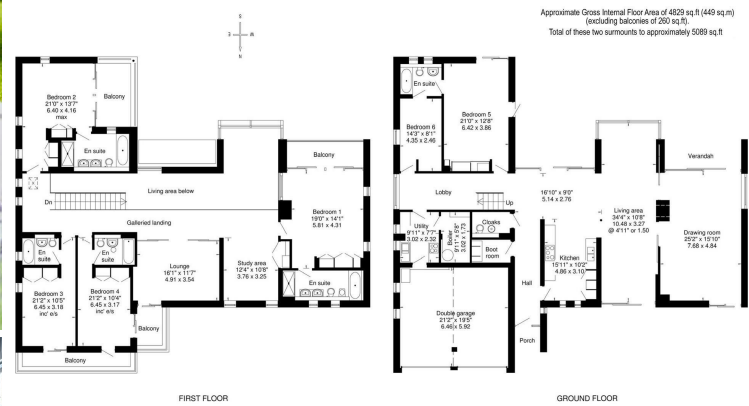 Approximate Gross Internal Floor Area of 4829 sq.ft (449 sq.m)
(excluding balconies of 260 sq.ft).
Total of these two surmounts to approximately 5089 sq.ft
Bedroom 2
21'0" x 13'7"
6.40 x 4.16
max
Balcony
En suite
Living area below
Dn
Galleried landing
Balcony
Bedroom 1
19'0" x 14'1"
5.81 x 4.31
En suite
En suite
En suite
Lounge
16'1" x 11'7"
4.91 x 3.54
Study area
12'4" x 10'8"
3.76 x 3.25
Bedroom 3
21'2" x 10'5"
6.45 x 3.18
inc' e/s
Bedroom 4
21'2" x 10'4"
6.45 x 3.17
inc' e/s
Balcony
Balcony
FIRST FLOOR
En suite
Bedroom 5
21'0" x 12'8"
6.42 x 3.86
Bedroom 6
14'3" x 8'1"
4.35 x 2.46
Lobby
Up
16'10" x 9'0"
5.14 x 2.76
Living area
34'4" x 10'8"
10.48 x 3.27
@ 4'11" or 1.50
Verandah
Drawing room
25'2" x 15'10"
7.68 x 4.84
Utility
9'11" x 7'7"
3.02 x 2.32
Boiler
9'11" x 5'8"
3.02 x 1.73
Cloaks
Boot
room
Kitchen
15'11" x 10'2"
4.86 x 3.10
Hall
Double garage
21'2" x 19'5"
6.46 x 5.92
Porch
GROUND FLOOR